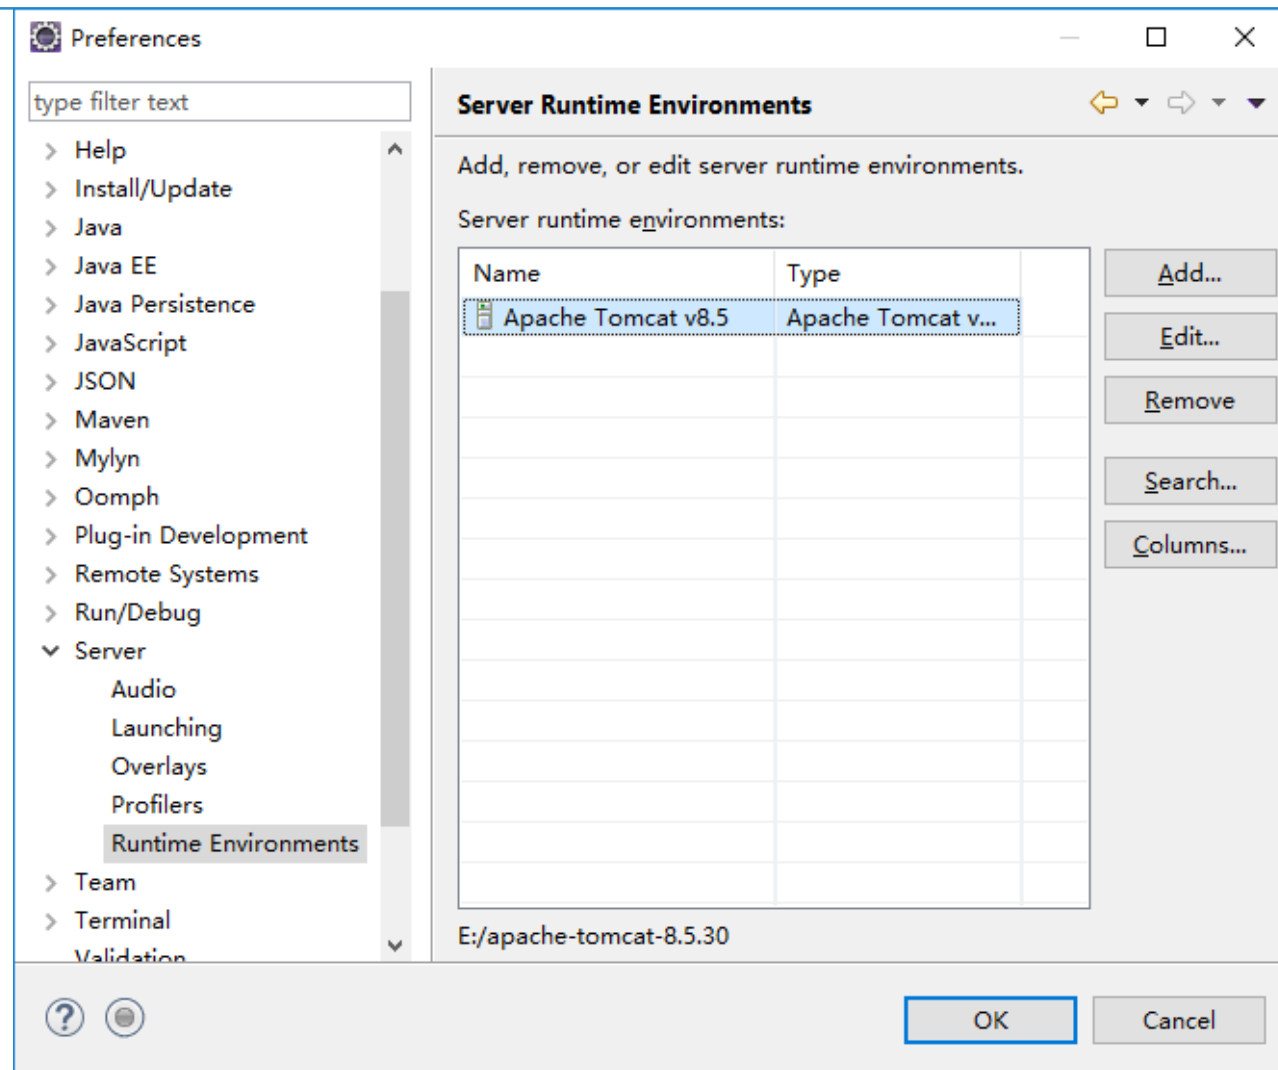 Preferences
type filter text
Help
Install/Update
Java
Java EE
Java Persistence
JavaScript
JSON
Maven
Mylyn
Oomph
Plug-in Development
Remote Systems
Run/Debug
Server
Audio
Launching
Overlays
Profilers
Runtime Environments
Team
Terminal
Validation
Server Runtime Environments
Add, remove, or edit server runtime environments.
Server runtime environments:
Name Type
Apache Tomcat v8.5 Apache Tomcat v...
Add...
Edit...
Remove
Search...
Columns...
E:/apache-tomcat-8.5.30
OK Cancel